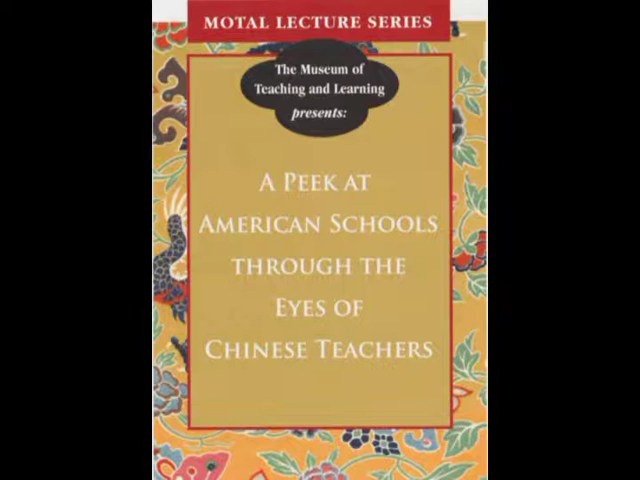 MOTAL LECTURE SERIES
The Museum of
Teaching and Learning
presents:
A PEEK AT
AMERICAN SCHOOLS
THROUGH THE
EYES OF
CHINESE TEACHERS